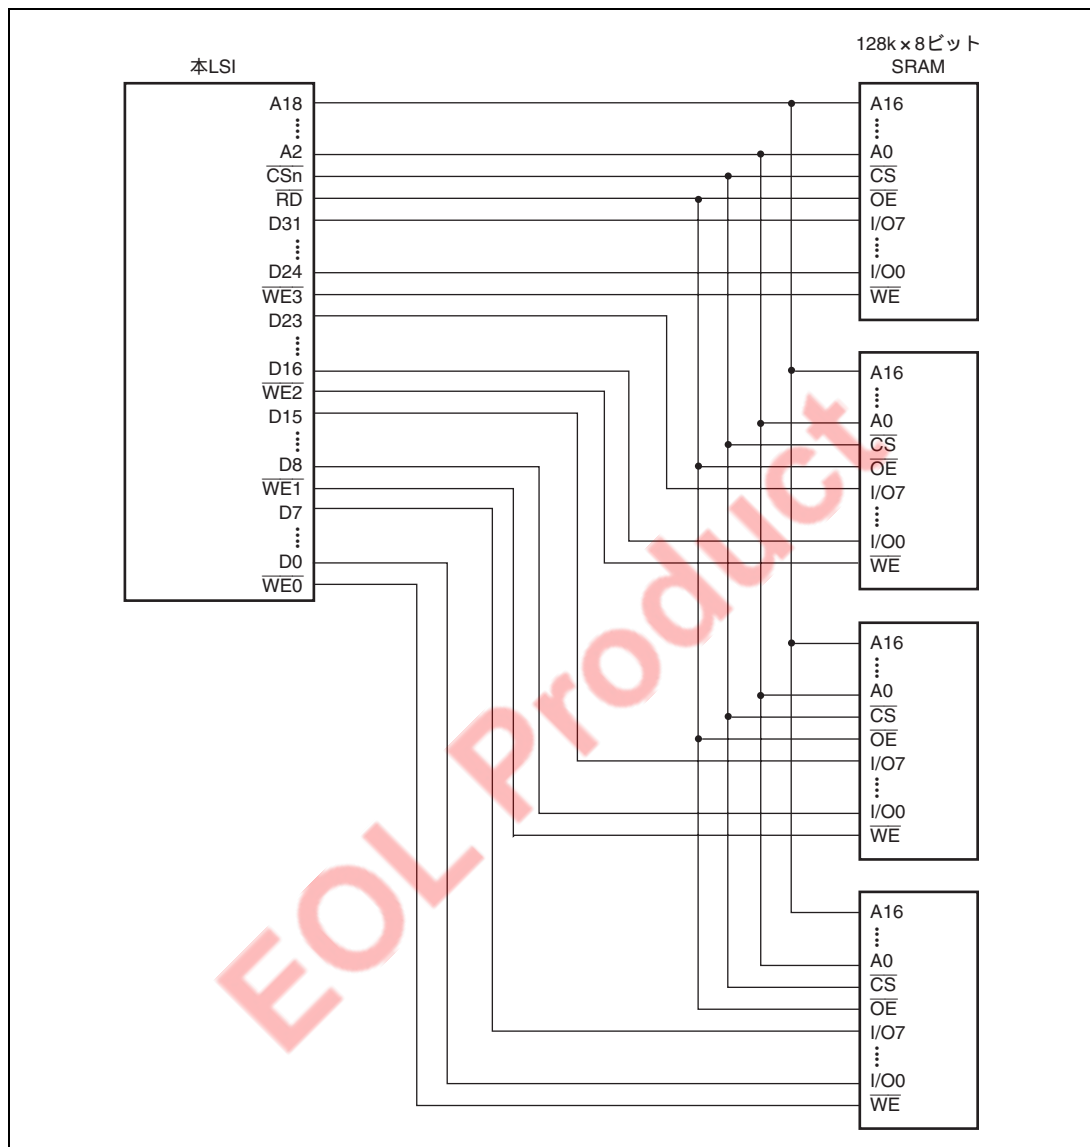 本LSI
A18
A2
CSn
RD
D31
D24
WE3
D23
D16
WE2
D15
D8
WE1
D7
D0
WE0
128k×8ビット
SRAM
A16
A0
CS
OE
I/O7
I/O0
WE
A16
A0
CS
OE
I/O7
I/O0
WE
A16
A0
CS
OE
I/O7
I/O0
WE
A16
A0
CS
OE
I/O7
I/O0
WE
EOL Product